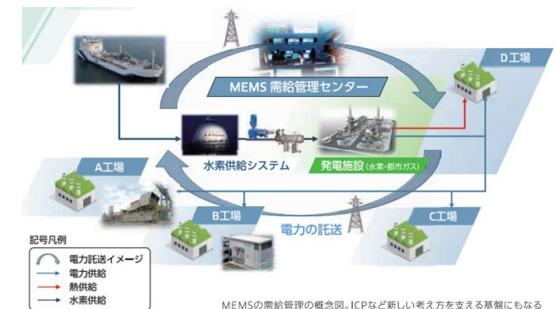 D工場
MEMS 需給管理センター
水素供給システム
発電施設(水素・都市ガス)
A工場
B工場
電力の託送
C工場
記号凡例
電力託送イメージ
電力供給
熱供給
水素供給
MEMSの需給管理の概念図。ICPなど新しい考え方を支える基盤にもなる